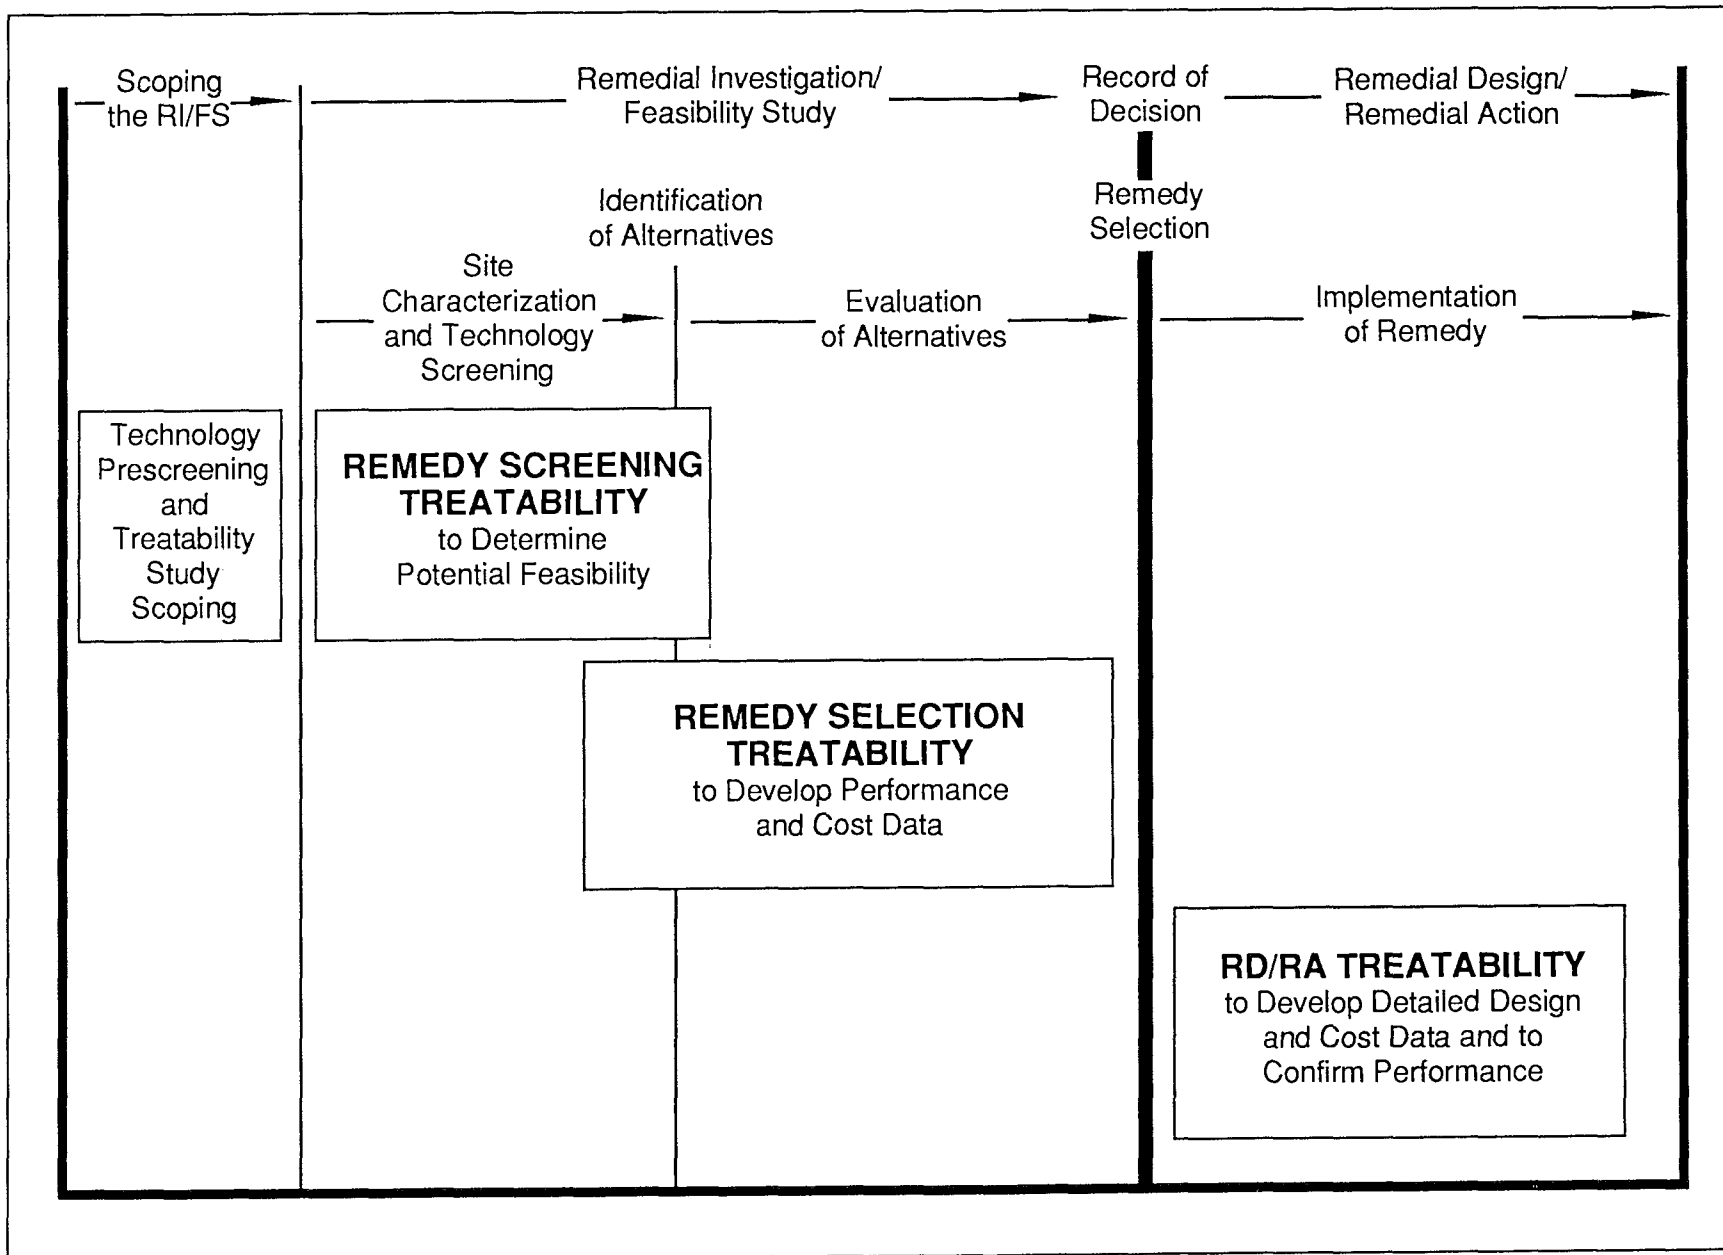 Scoping
the RI/FS
Remedial Investigation/
Feasibility Study
Record of
Decision
Remedial Design/
Remedial Action
Identification
of Alternatives
Remedy
Selection
Site
Characterization
and Technology
Screening
Evaluation
of Alternatives
Implementation
of Remedy
Technology
Prescreening
and
Treatability
Study
Scoping
REMEDY SCREENING
TREATABILITY
to Determine
Potential Feasibility
REMEDY SELECTION
TREATABILITY
to Develop Performance
and Cost Data
RD/RA TREATABILITY
to Develop Detailed Design
and Cost Data and to
Confirm Performance